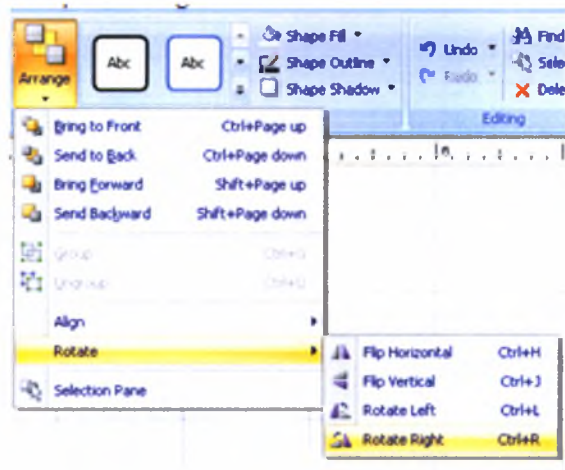 Arrange
Abc
Abc
Shape Fill
Shape Outline
Shape Shadow
Undo
Redo
Find
Editing
Bring to Front Ctrl+Page up
Send to Back Ctrl+Page down
Bring Forward Shift+Page up
Send Backward Shift+Page down
Group Ctrl+G
Ungroup Ctrl+U
Align
Rotate
Selection Pane
Flip Horizontal Ctrl+H
Flip Vertical Ctrl+J
Rotate Left Ctrl+L
Rotate Right Ctrl+R